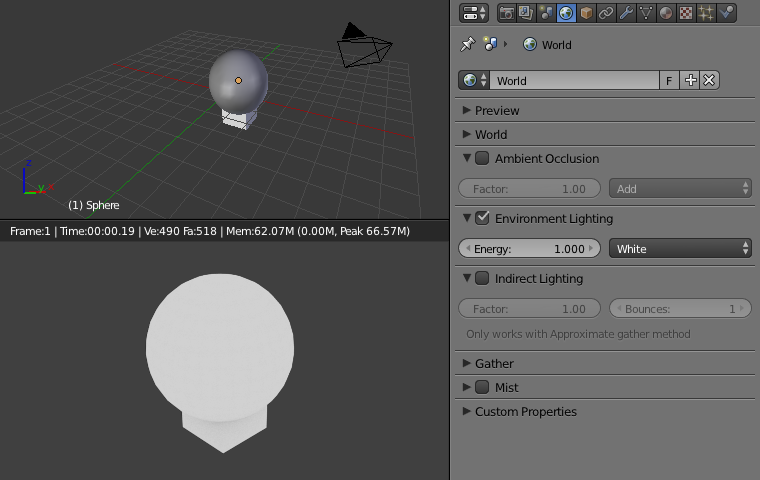 z
y
(1) Sphere
Frame:1 | Time:00:00.19 | Ve:490 Fa:518 | Mem:62.07M (0.00M, Peak 66.57M)
World
World
F
Preview
World
Ambient Occlusion
Factor: 1.00
Add
Environment Lighting
Energy: 1.000
White
Indirect Lighting
Factor: 1.00
Bounces: 1
Only works with Approximate gather method
Gather
Mist
Custom Properties